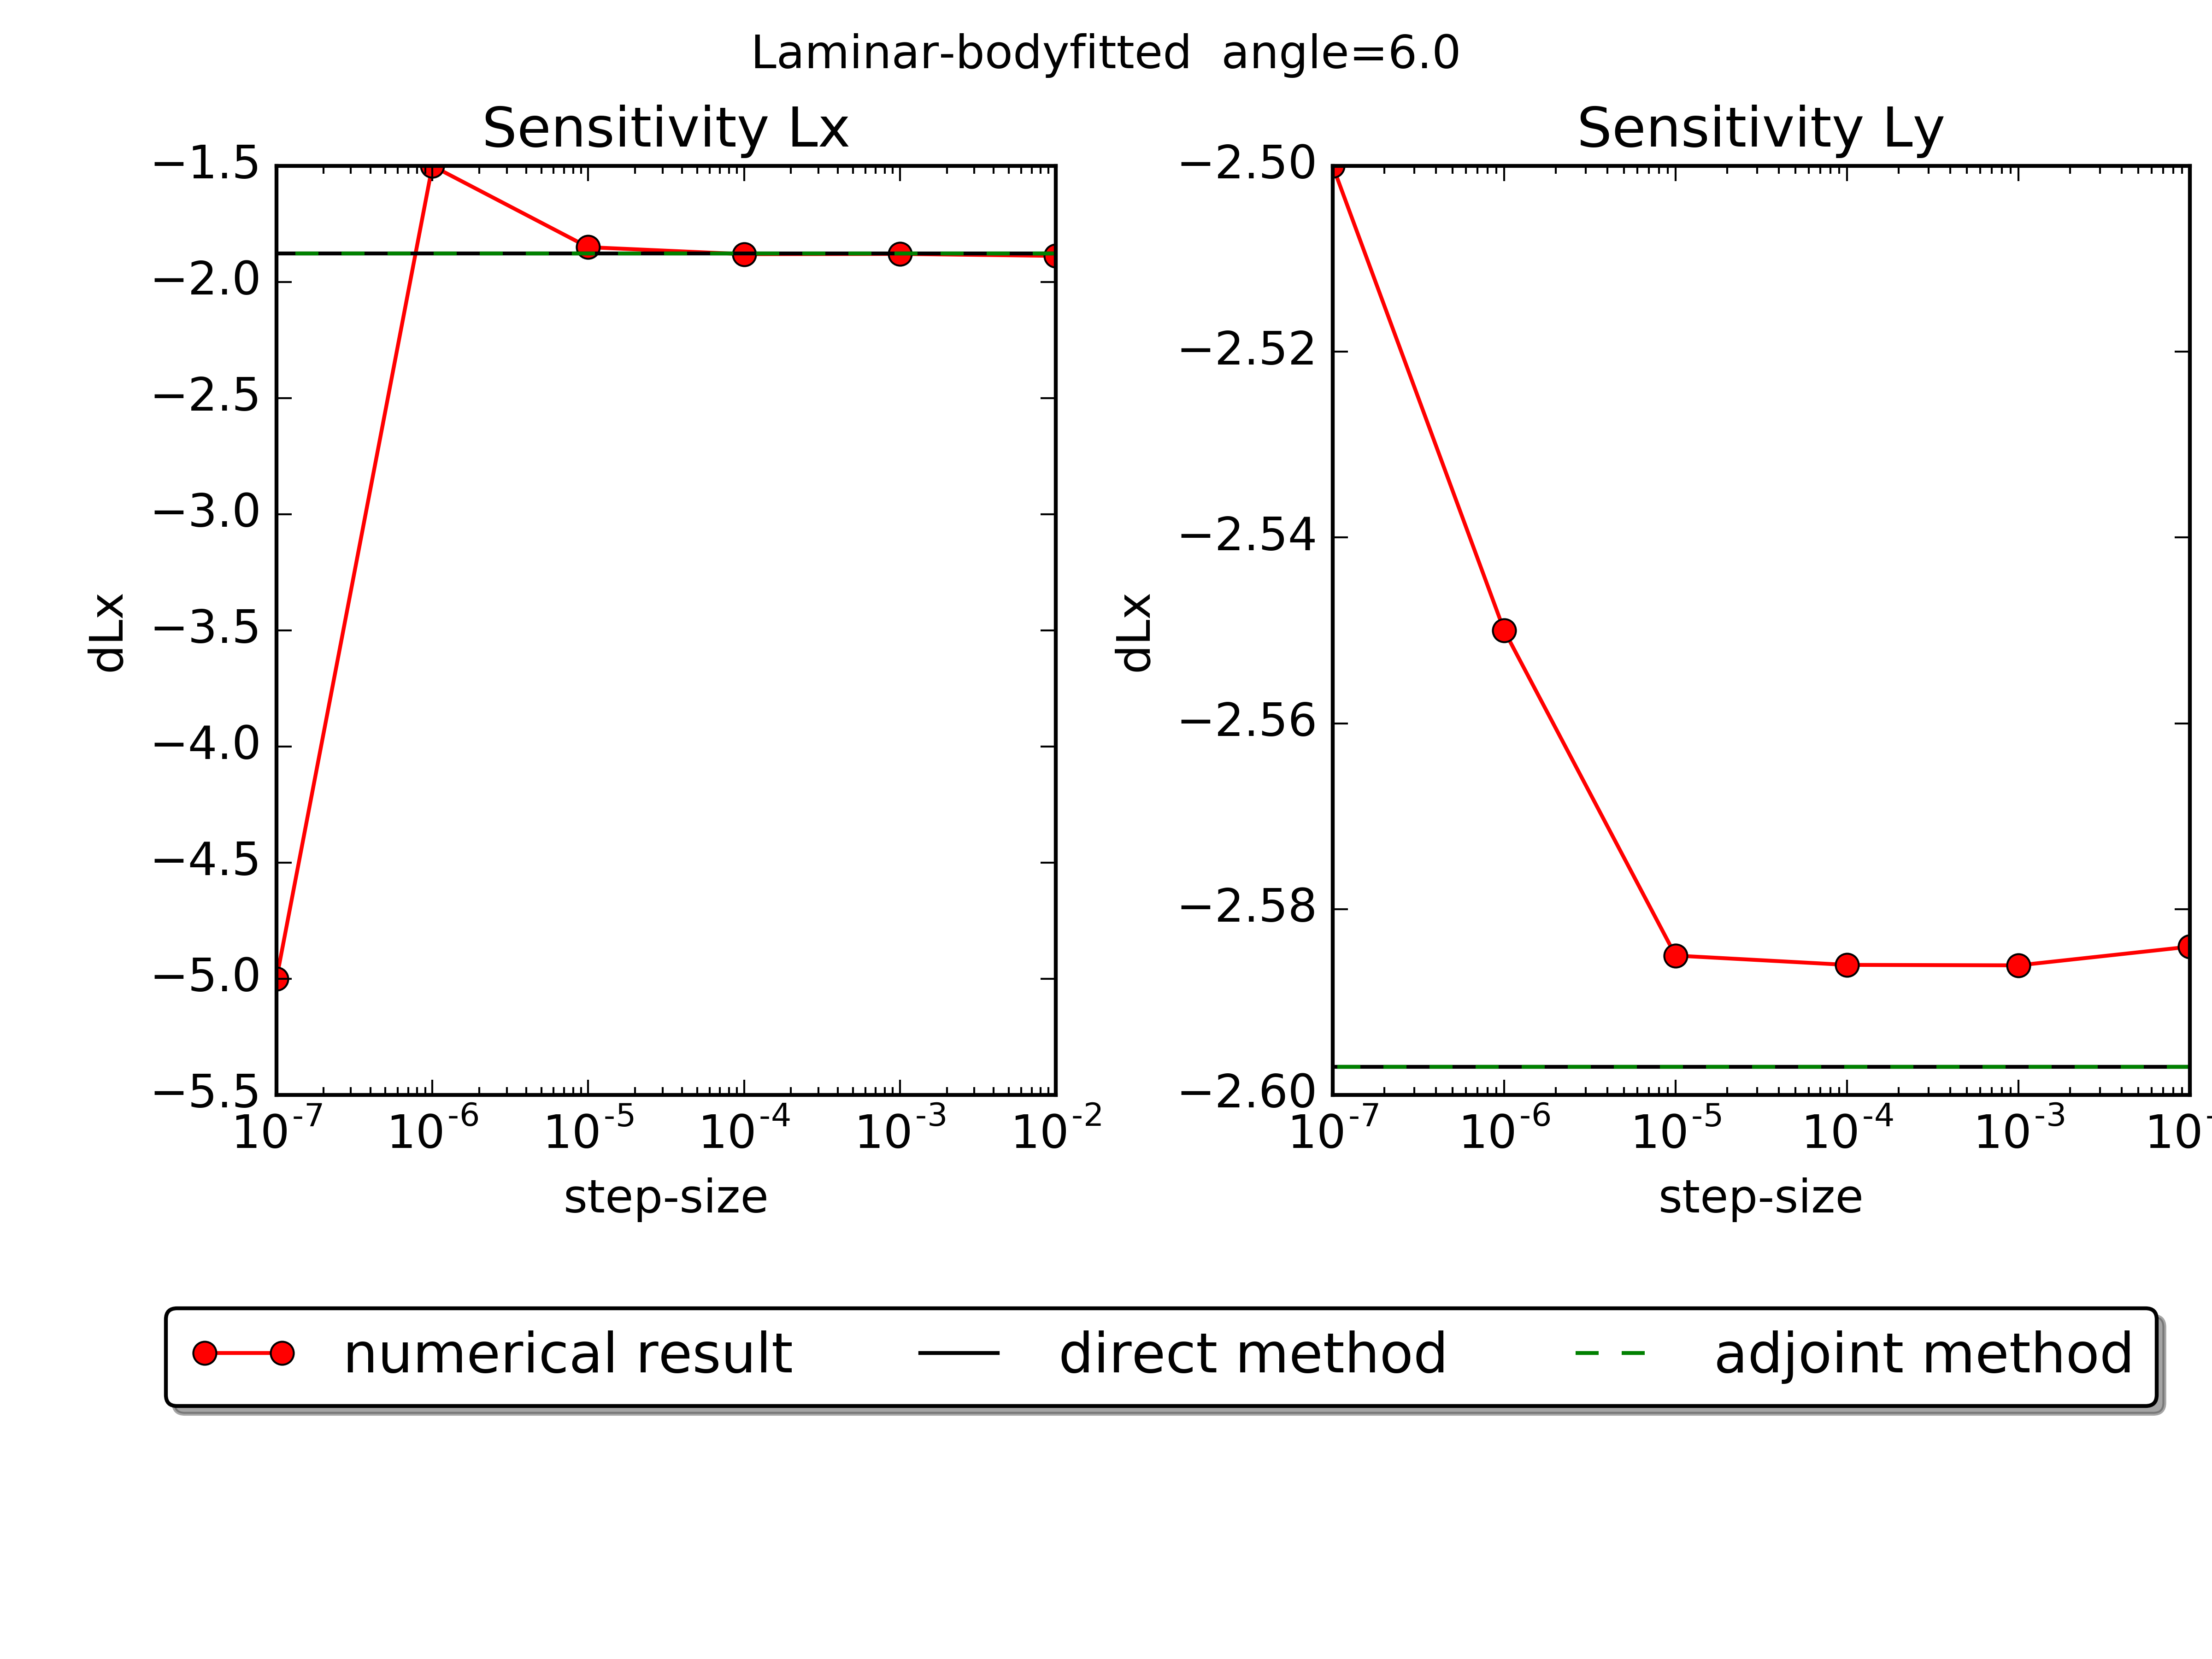 Laminar-bodyfitted  angle=6.0
Sensitivity Lx
−1.5
−2.0
−2.5
−3.0
−3.5
−4.0
−4.5
−5.0
−5.5
dLx
10^-7 10^-6 10^-5 10^-4 10^-3 10^-2
step-size
Sensitivity Ly
−2.50
−2.52
−2.54
−2.56
−2.58
−2.60
dLx
10^-7 10^-6 10^-5 10^-4 10^-3 10^-
step-size
numerical result direct method adjoint method